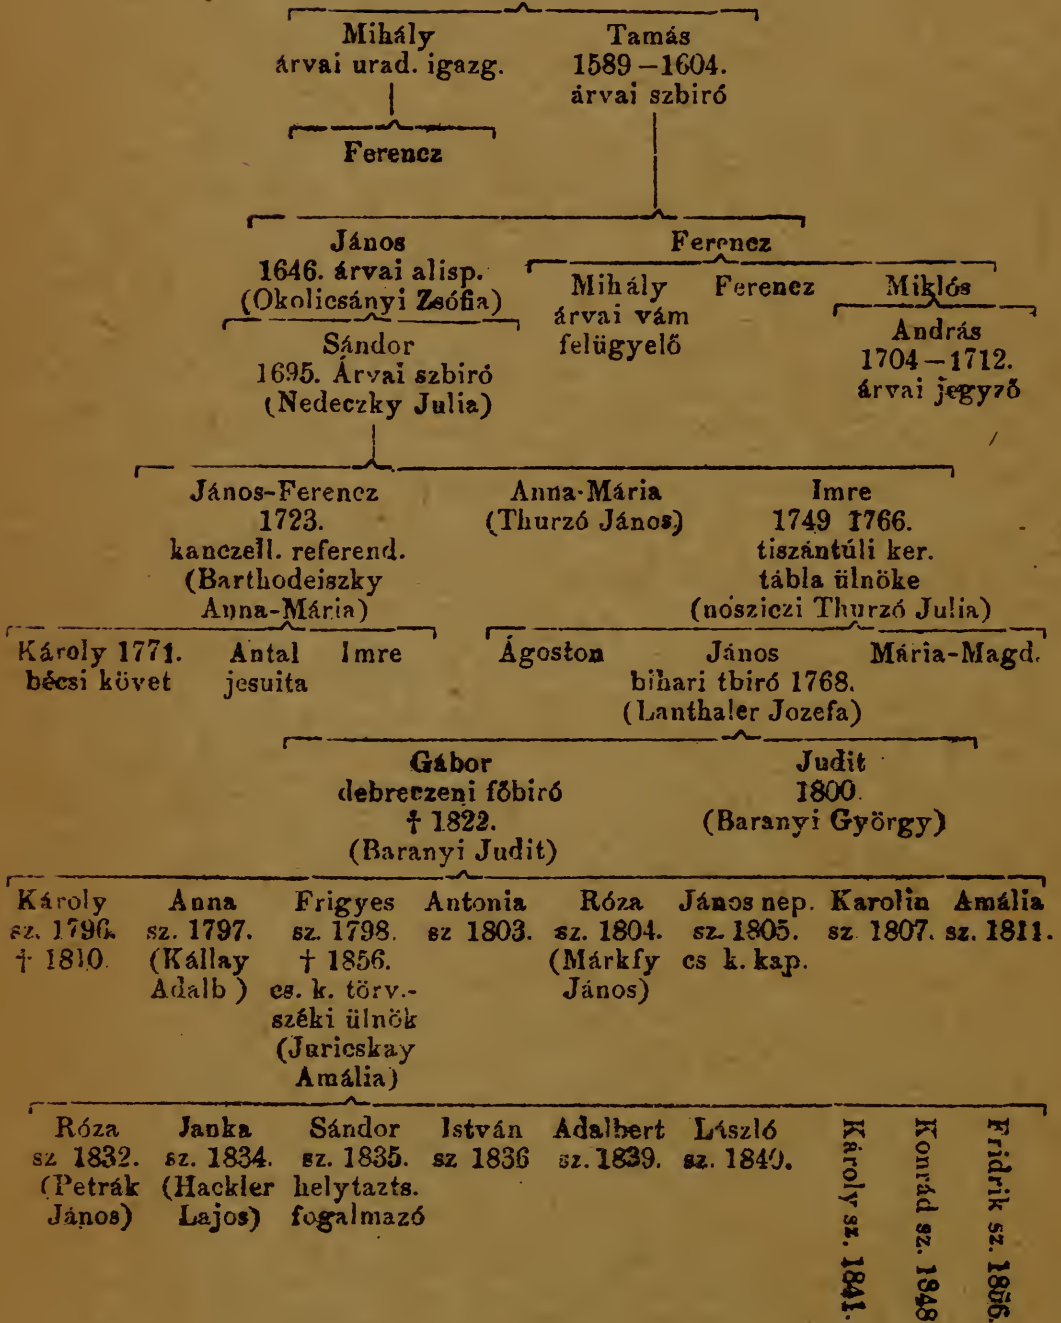 Mihály
árvai urad. igazg.
Ferencz
Tamás
1589–1604.
árvai szbiró
János
1646. árvai alisp.
(Okolicsányi Zsófia)
Ferencz
Mihály
árvai vám
felügyelő
Ferencz
Miklós
András
1704–1712.
árvai jegyző
Sándor
1695. Árvai szbiró
(Nedeczky Julia)
János-Ferencz
1723.
kanczell. referend.
(Barthodeiszky
Anna-Mária)
Anna-Mária
(Thurzó János)
Imre
1749 1766.
tiszántúli ker.
tábla ülnöke
(nosziczi Thurzó Julia)
Károly 1771.
bécsi követ
Antal
jesuita
Imre
Ágoston
János
bihari tbiró 1768.
(Lanthaler Jozefa)
Mária-Magd.
Gábor
debreczeni főbiró
† 1822.
(Baranyi Judit)
Judit
1800.
(Baranyi György)
Károly
sz. 1796.
† 1810.
Anna
sz. 1797.
(Kállay
Adalb)
Frigyes
sz. 1798.
† 1856.
cs. k. törv.-
széki ülnök
(Juricskay
Amália)
Antonia
sz 1803.
Róza
sz. 1804.
(Márkfy
János)
János nep.
sz. 1805.
cs k. kap.
Karolin
sz 1807.
Amália
sz. 1811.
Róza
sz 1832.
(Petrák
János)
Janka
sz. 1834.
(Hackler
Lajos)
Sándor
sz. 1835.
helytazts.
fogalmazó
István
sz 1836
Adalbert
sz. 1839.
László
sz. 1840.
Károly sz. 1841.
Konrád sz. 1848
Fridrik sz. 1856.